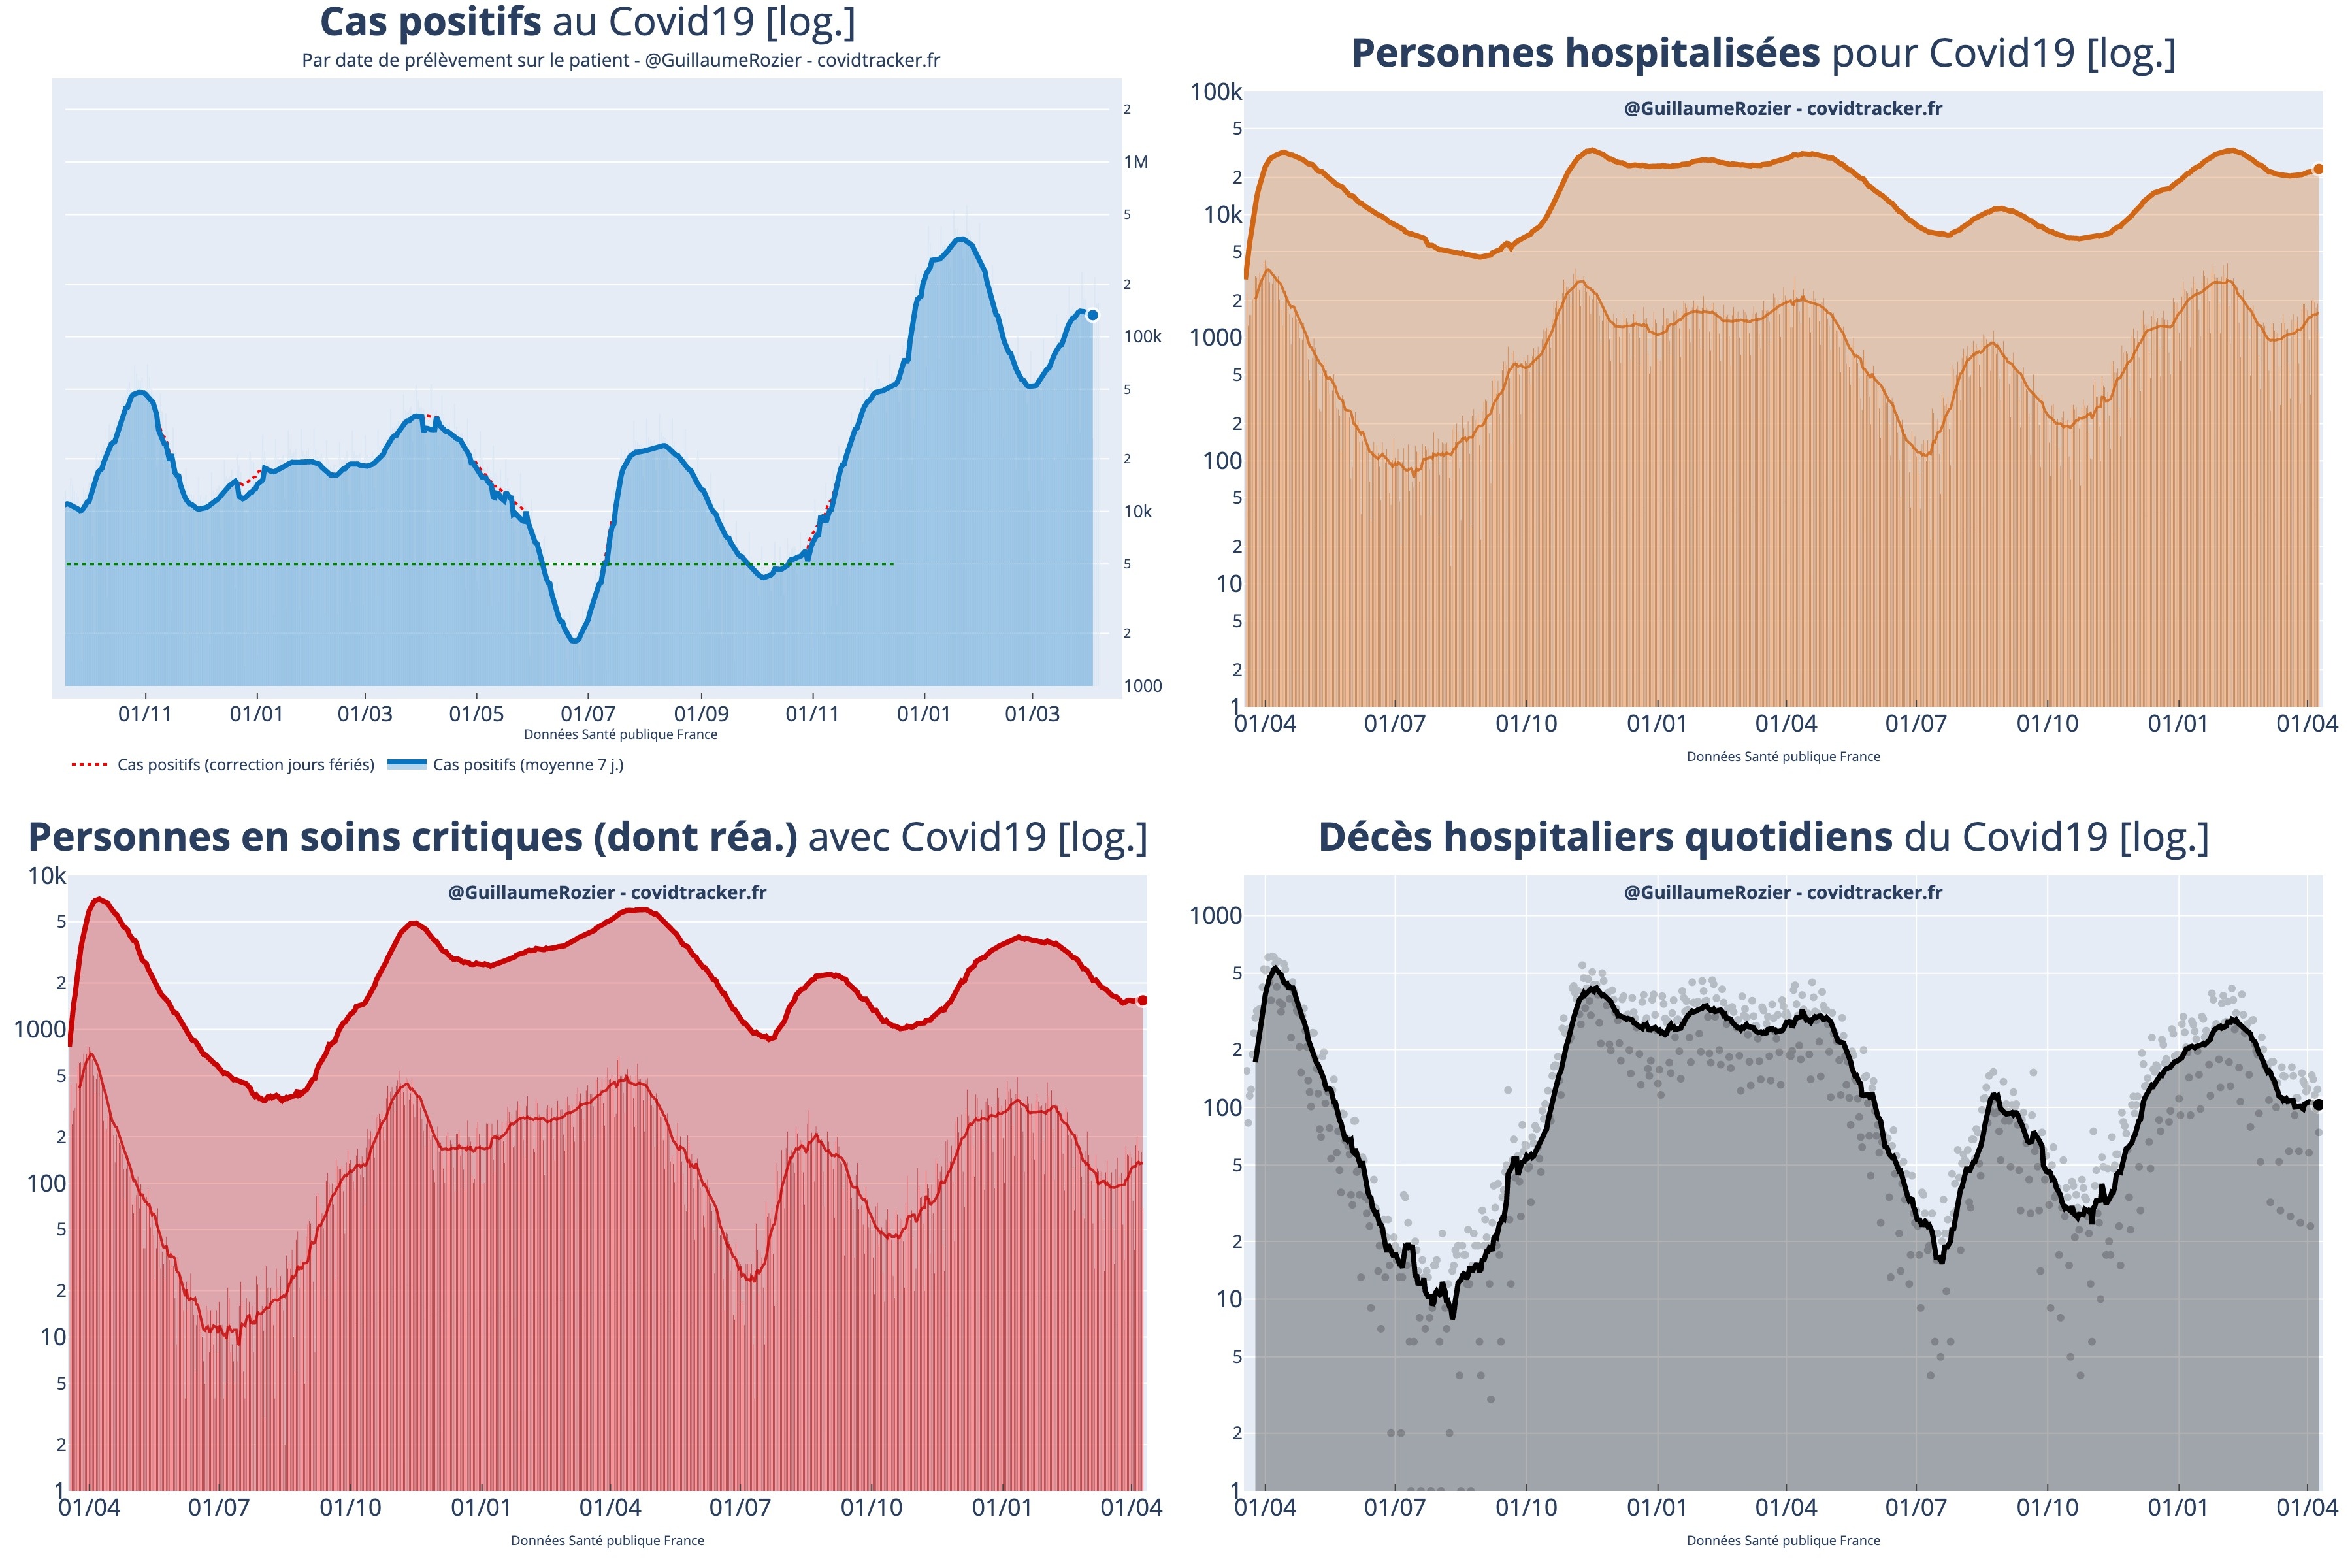 Cas positifs au Covid19 [log.]
Par date de prélèvement sur le patient - @GuillaumeRozier - covidtracker.fr
2
1M
5
2
100k
5
2
10k
5
2
1000
01/11 01/01 01/03 01/05 01/07 01/09 01/11 01/01 01/03
Données Santé publique France
Cas positifs (correction jours fériés) Cas positifs (moyenne 7 j.)
Personnes hospitalisées pour Covid19 [log.]
@GuillaumeRozier - covidtracker.fr
100k
5
2
10k
5
2
1000
5
2
100
5
2
10
5
2
1
01/04 01/07 01/10 01/01 01/04 01/07 01/10 01/01 01/04
Données Santé publique France
Personnes en soins critiques (dont réa.) avec Covid19 [log.]
@GuillaumeRozier - covidtracker.fr
10k
5
2
1000
5
2
100
5
2
10
5
2
1
01/04 01/07 01/10 01/01 01/04 01/07 01/10 01/01 01/04
Données Santé publique France
Décès hospitaliers quotidiens du Covid19 [log.]
@GuillaumeRozier - covidtracker.fr
1000
5
2
100
5
2
10
5
2
1
01/04 01/07 01/10 01/01 01/04 01/07 01/10 01/01 01/04
Données Santé publique France